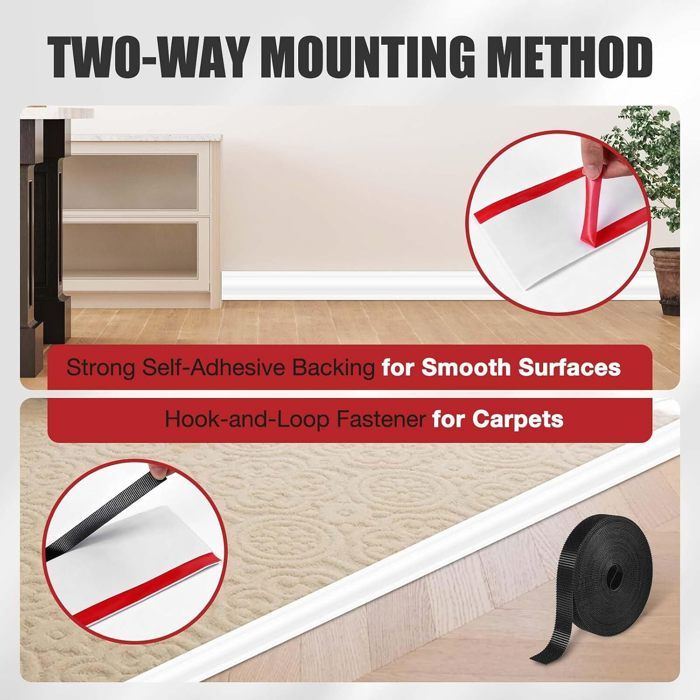 TWO-WAY MOUNTING METHOD
Strong Self-Adhesive Backing for Smooth Surfaces
Hook-and-Loop Fastener for Carpets